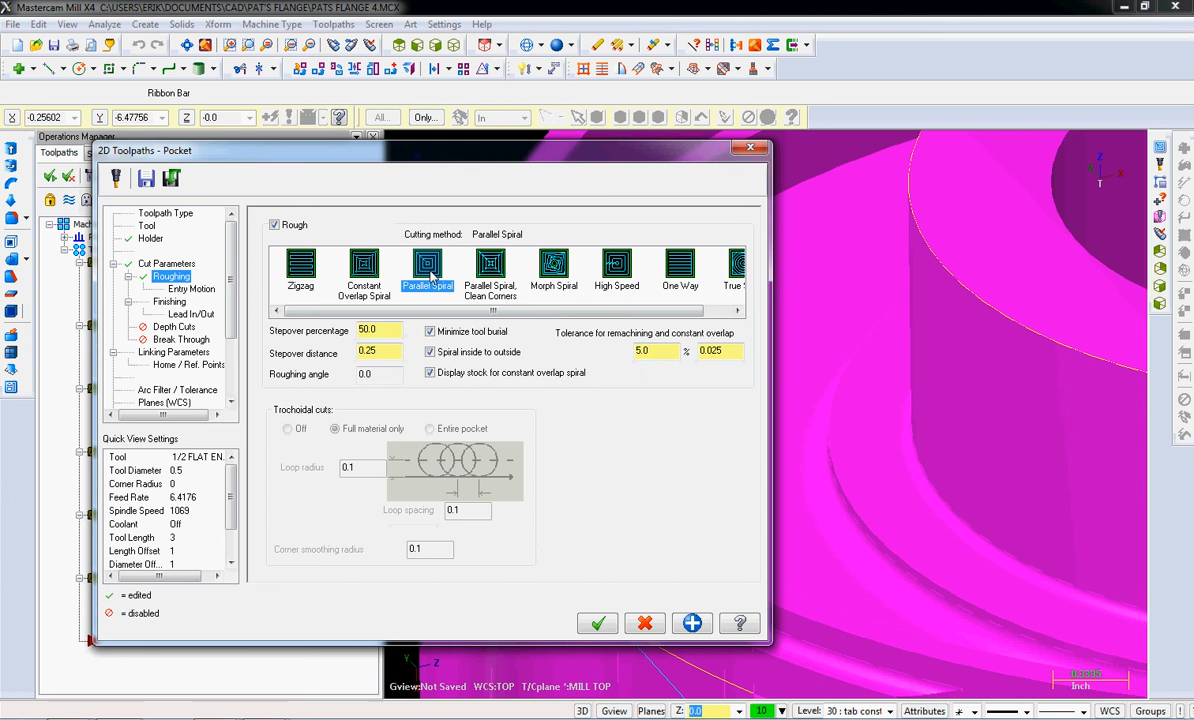 Mastercam Mill X4 C:\USERS\ERIK\DOCUMENTS\CAD\PAT'S FLANGE\PATS FLANGE 4.MCX
File Edit View Analyze Create Solids Xform Machine Type Toolpaths Screen Art Settings Help
Ribbon Bar
X -0.25602 Y -6.47756 Z -0.0 All... Only... In
Operations Manager
Toolpaths
2D Toolpaths - Pocket
Toolpath Type
Tool
Holder
Cut Parameters
Roughing
Entry Motion
Finishing
Lead In/Out
Depth Cuts
Break Through
Linking Parameters
Home / Ref. Points
Arc Filter / Tolerance
Planes (WCS)
Quick View Settings
Tool 1/2 FLAT EN...
Tool Diameter 0.5
Corner Radius 0
Feed Rate 6.4176
Spindle Speed 1069
Coolant Off
Tool Length 3
Length Offset 1
Diameter Off... 1
= edited
= disabled
Rough
Cutting method: Parallel Spiral
Zigzag
Constant Overlap Spiral
Parallel Spiral
Parallel Spiral, Clean Corners
Morph Spiral
High Speed
One Way
True S
Stepover percentage 50.0
Minimize tool burial
Tolerance for remachining and constant overlap
Stepover distance 0.25
Spiral inside to outside
5.0 % 0.025
Roughing angle 0.0
Display stock for constant overlap spiral
Trochoidal cuts:
Off Full material only Entire pocket
Loop radius 0.1
Loop spacing 0.1
Corner smoothing radius 0.1
Z
X
T
Y
Z
Gview:Not Saved WCS:TOP T/Cplane *:MILL TOP
Inch
3D Gview Planes Z: 0.0 10 Level: 30 : tab const Attributes WCS Groups